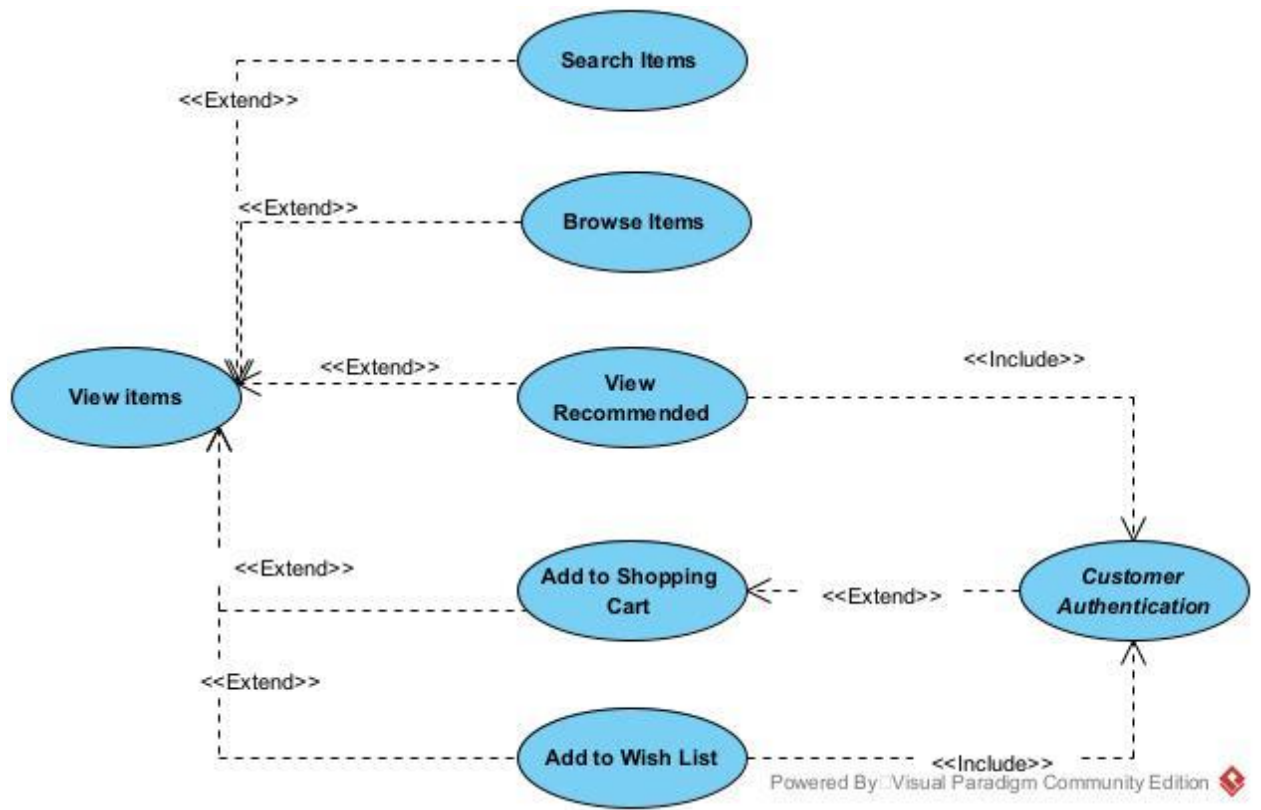 Search Items
<<Extend>>
<<Extend>>
Browse Items
<<Extend>>
View
Recommended
<<Include>>
View items
<<Extend>>
Add to Shopping
Cart
<<Extend>>
Customer
Authentication
<<Extend>>
Add to Wish List
<<Include>>
Powered By Visual Paradigm Community Edition